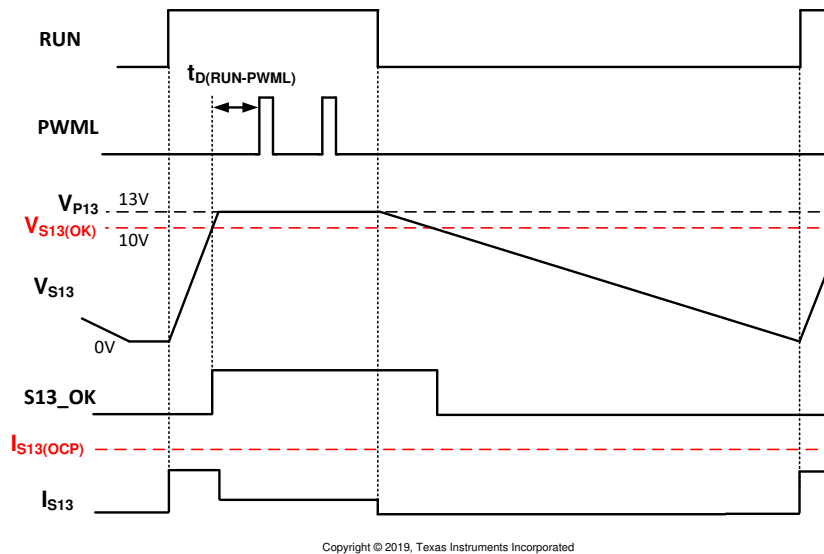 RUN
tD(RUN-PWML)
PWML
VP13 13V
VS13(OK) 10V
VS13
0V
S13_OK
IS13(OCP)
IS13
Copyright © 2019, Texas Instruments Incorporated